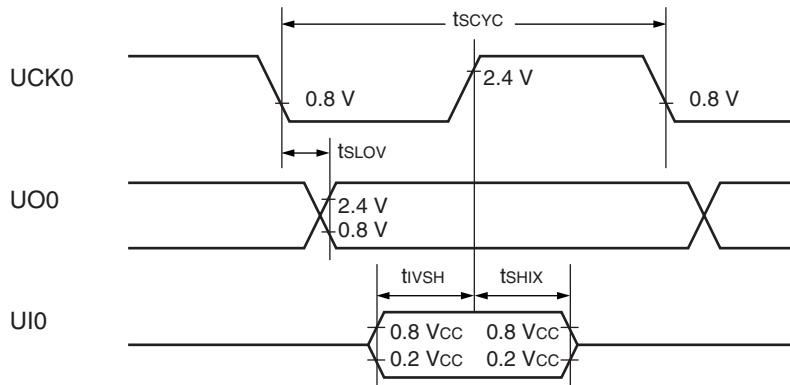 tSCYC
UCK0
0.8 V
2.4 V
0.8 V
tSLOV
UO0
2.4 V
0.8 V
tIVSH
tSHIX
UI0
0.8 VCC
0.8 VCC
0.2 VCC
0.2 VCC